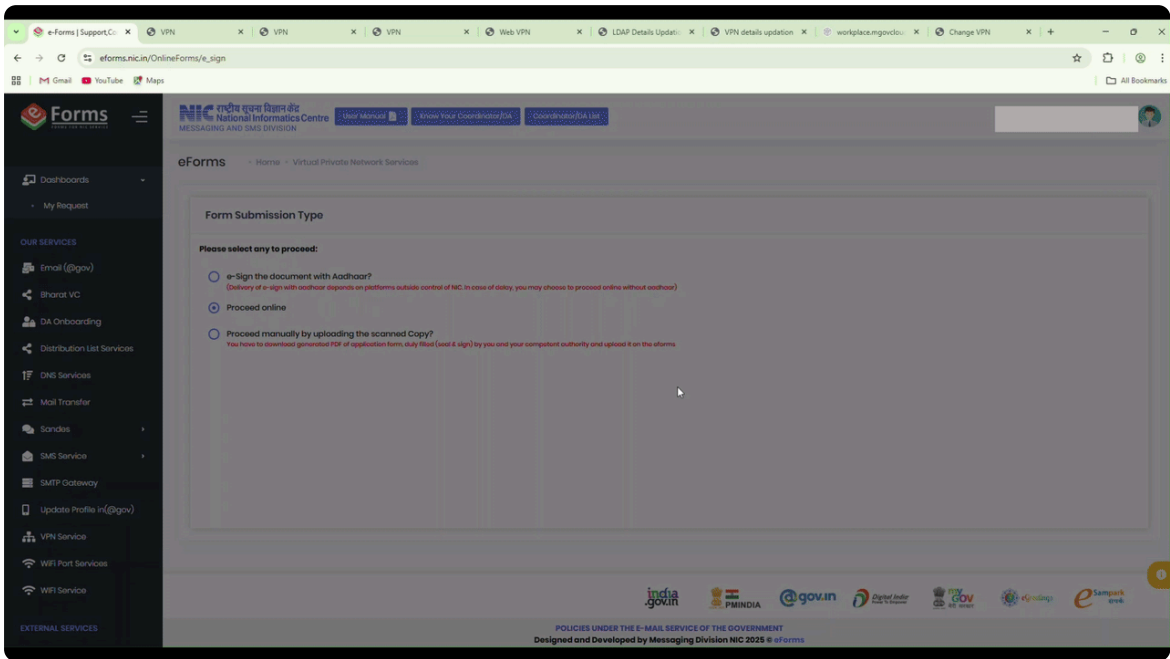 e-Forms | Support,Co
VPN
VPN
VPN
Web VPN
LDAP Details Updatio
VPN details updation
workplace.mgovclou
Change VPN
eforms.nic.in/OnlineForms/e_sign
Gmail
YouTube
Maps
All Bookmarks
Forms
NIC राष्ट्रीय सूचना विज्ञान केंद्र
National Informatics Centre
MESSAGING AND SMS DIVISION
User Manual
Know Your Coordinator/DA
Coordinator/DA List
eForms - Home - Virtual Private Network Services
Dashboards
My Request
OUR SERVICES
Email (@gov)
Bharat VC
DA Onboarding
Distribution List Services
DNS Services
Mail Transfer
Sandes
SMS Service
SMTP Gateway
Update Profile in(@gov)
VPN Service
WiFi Port Services
WiFi Service
EXTERNAL SERVICES
Form Submission Type
Please select any to proceed:
e-Sign the document with Aadhaar?
(Delivery of e-sign with aadhaar depends on platforms outside control of NIC, in case of delay, you may choose to proceed online without aadhaar)
Proceed online
Proceed manually by uploading the scanned Copy?
You have to download generated PDF of application form, duly filled (seal & sign) by you and your competent authority and upload it on the eforms
india.gov.in
PMINDIA
@gov.in
Digital India
my GOV
eSampark
POLICIES UNDER THE E-MAIL SERVICE OF THE GOVERNMENT
Designed and Developed by Messaging Division NIC 2025 © eForms